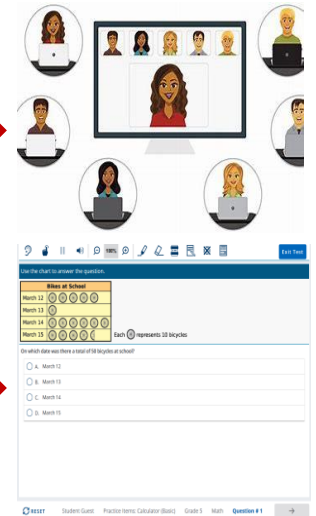 100%
Exit Test
Use the chart to answer the question.
Bikes at School
March 12
March 13
March 14
March 15
Each represents 10 bicycles
On which date was there a total of 50 bicycles at school?
A. March 12
B. March 13
C. March 14
D. March 15
RESET Student: Guest Practice Items: Calculator (Basic) Grade 3 Math Question # 1